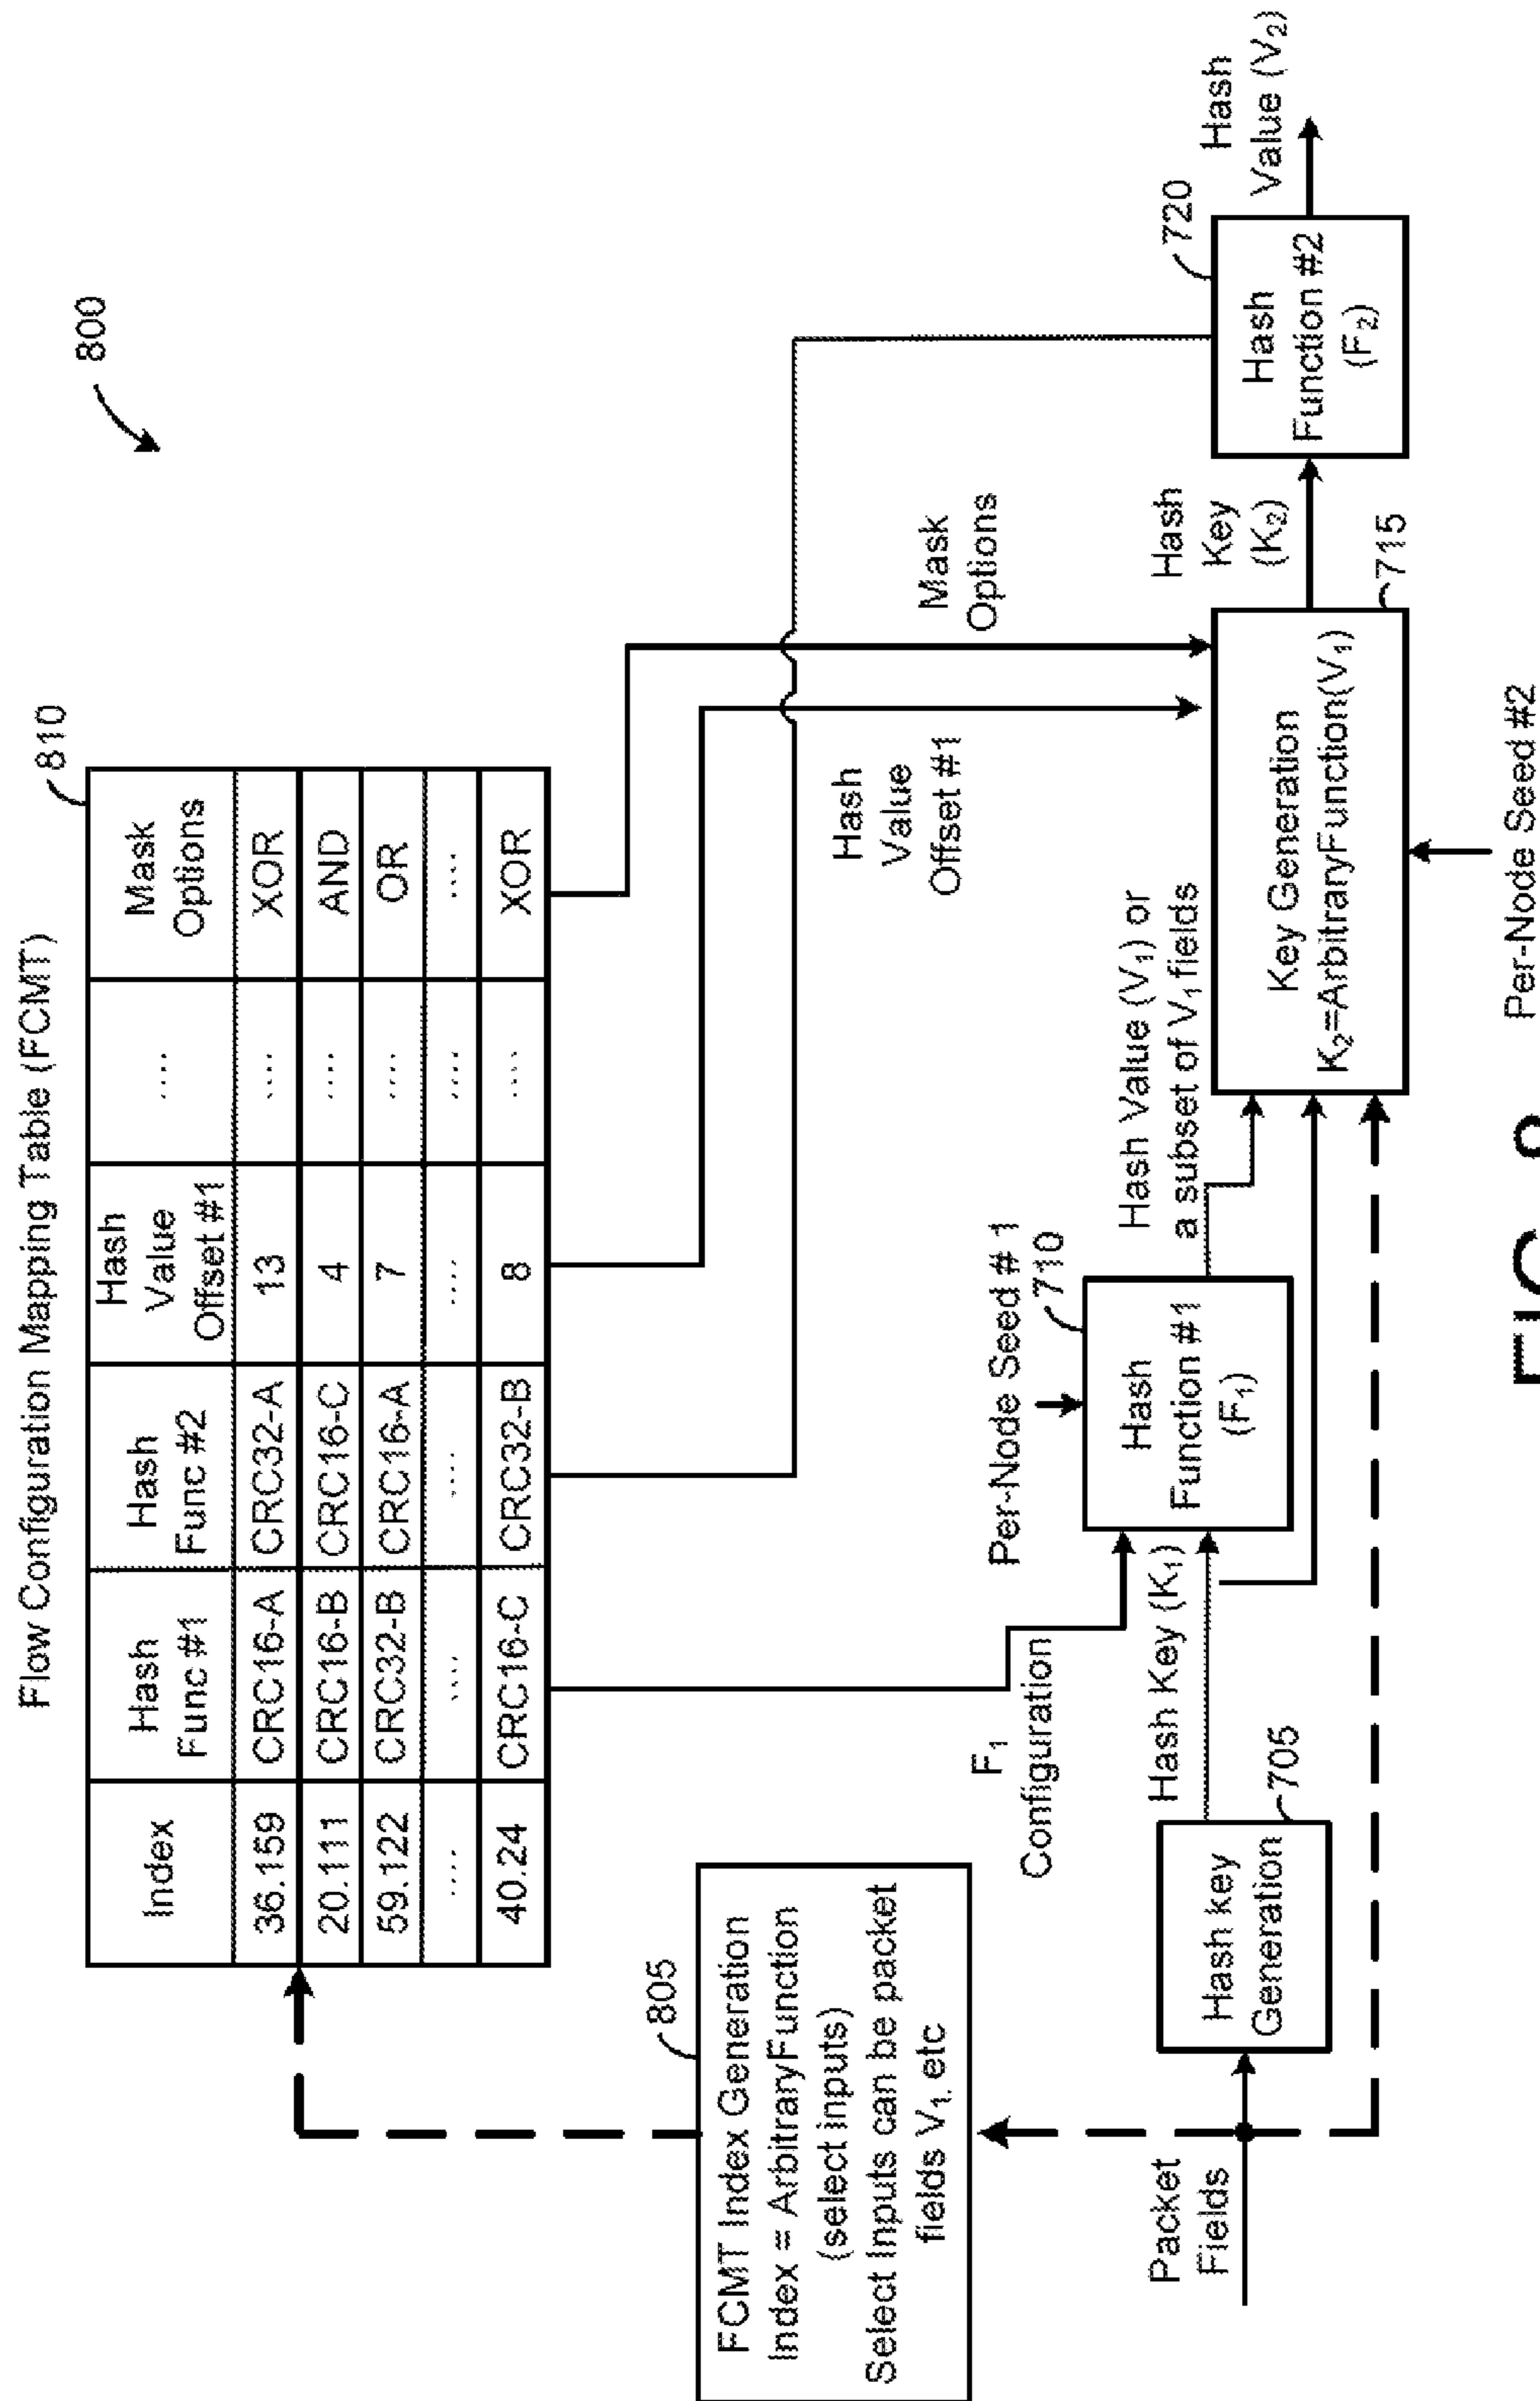 Flow Configuration Mapping Table (FCMT)
810
800
Index
Hash
Func #1
Hash
Func #2
Hash
Value
Offset #1
....
Mask
Options
36.159
CRC16-A
CRC32-A
13
....
XOR
20.111
CRC16-B
CRC16-C
4
....
AND
59.122
CRC32-B
CRC16-A
7
....
OR
....
....
....
....
....
....
40.24
CRC16-C
CRC32-B
8
....
XOR
805
FCMT Index Generation
Index = ArbitraryFunction
(select inputs)
Select Inputs can be packet
fields V₁, etc
Packet
Fields
Hash key
Generation
705
F₁
Configuration
Hash Key (K₁)
Per-Node Seed # 1
710
Hash
Function #1
(F₁)
Hash Value (V₁) or
a subset of V₁ fields
Hash
Value
Offset #1
Mask
Options
Key Generation
K₂=ArbitraryFunction(V₁)
715
Per-Node Seed #2
Hash
Key
(K₂)
720
Hash
Function #2
(F₂)
Hash
Value (V₂)